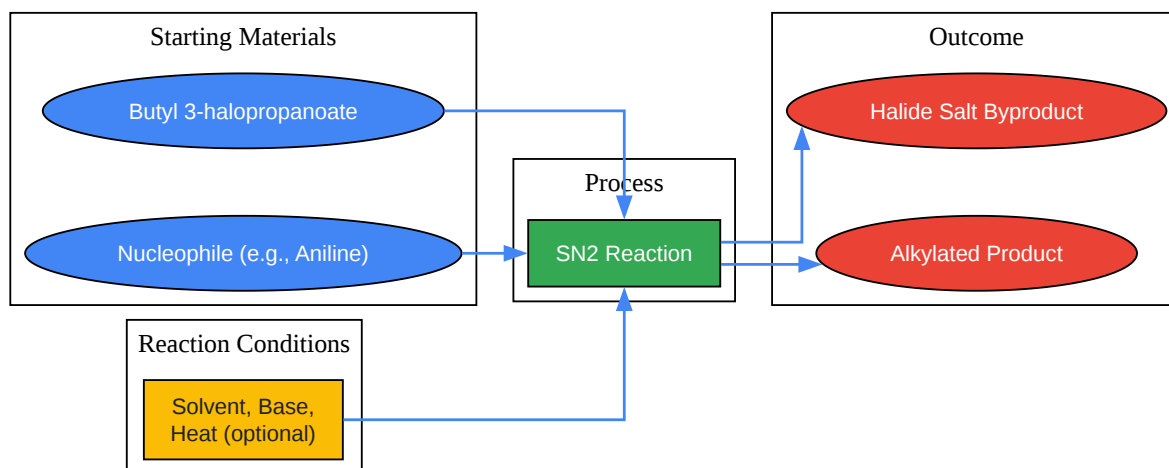 Starting Materials
Butyl 3-halopropanoate
Nucleophile (e.g., Aniline)
Reaction Conditions
Solvent, Base,
Heat (optional)
Process
SN2 Reaction
Outcome
Halide Salt Byproduct
Alkylated Product